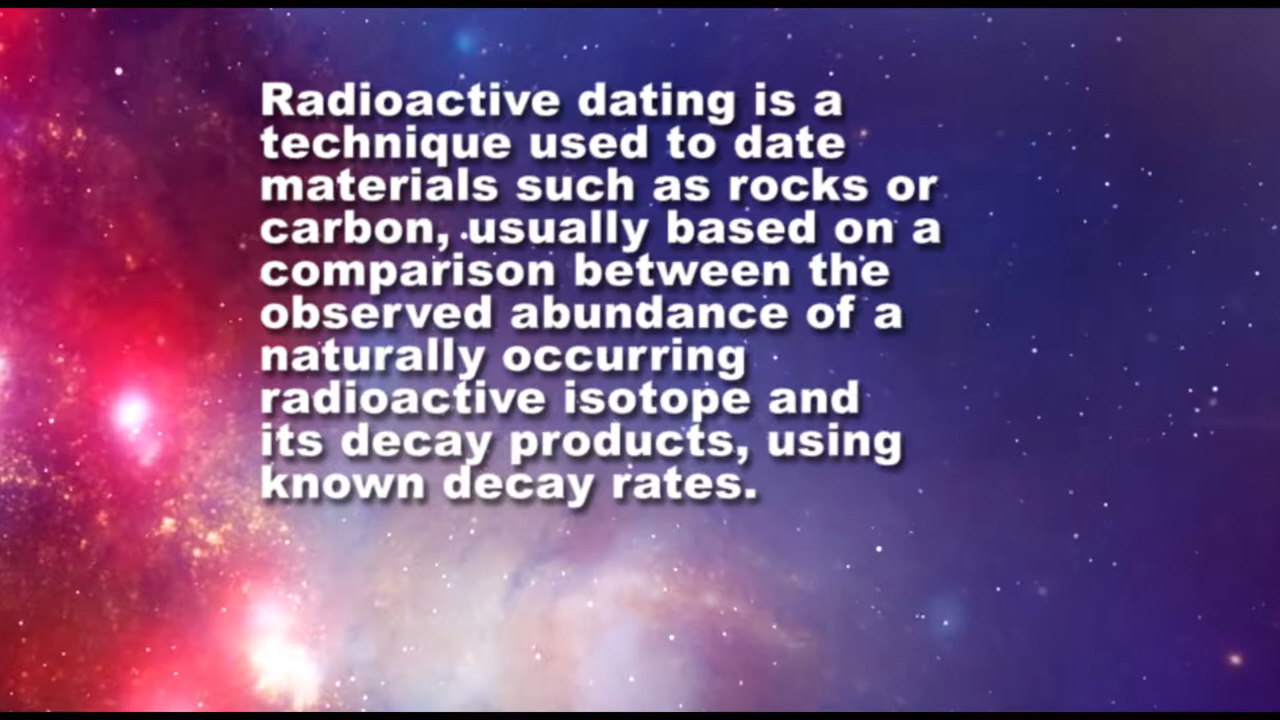 Radioactive dating is a
technique used to date
materials such as rocks or
carbon, usually based on a
comparison between the
observed abundance of a
naturally occurring
radioactive isotope and
its decay products, using
known decay rates.